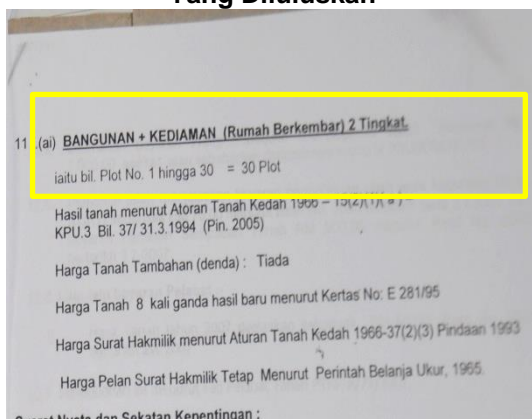 Yang Diluluskan
11.(ai) BANGUNAN + KEDIAMAN (Rumah Berkembar) 2 Tingkat.
iaitu bil. Plot No. 1 hingga 30 = 30 Plot
Hasil tanah menurut Atoran Tanah Kedah 1966 – 15(2)(1)( a ) –
KPU.3 Bil. 37/ 31.3.1994 (Pin. 2005)
Harga Tanah Tambahan (denda) : Tiada
Harga Tanah 8 kali ganda hasil baru menurut Kertas No: E 281/95
Harga Surat Hakmilik menurut Aturan Tanah Kedah 1966-37(2)(3) Pindaan 1993
Harga Pelan Surat Hakmilik Tetap Menurut Perintah Belanja Ukur, 1965.
Nyata dan Sekatan Kepentingan :